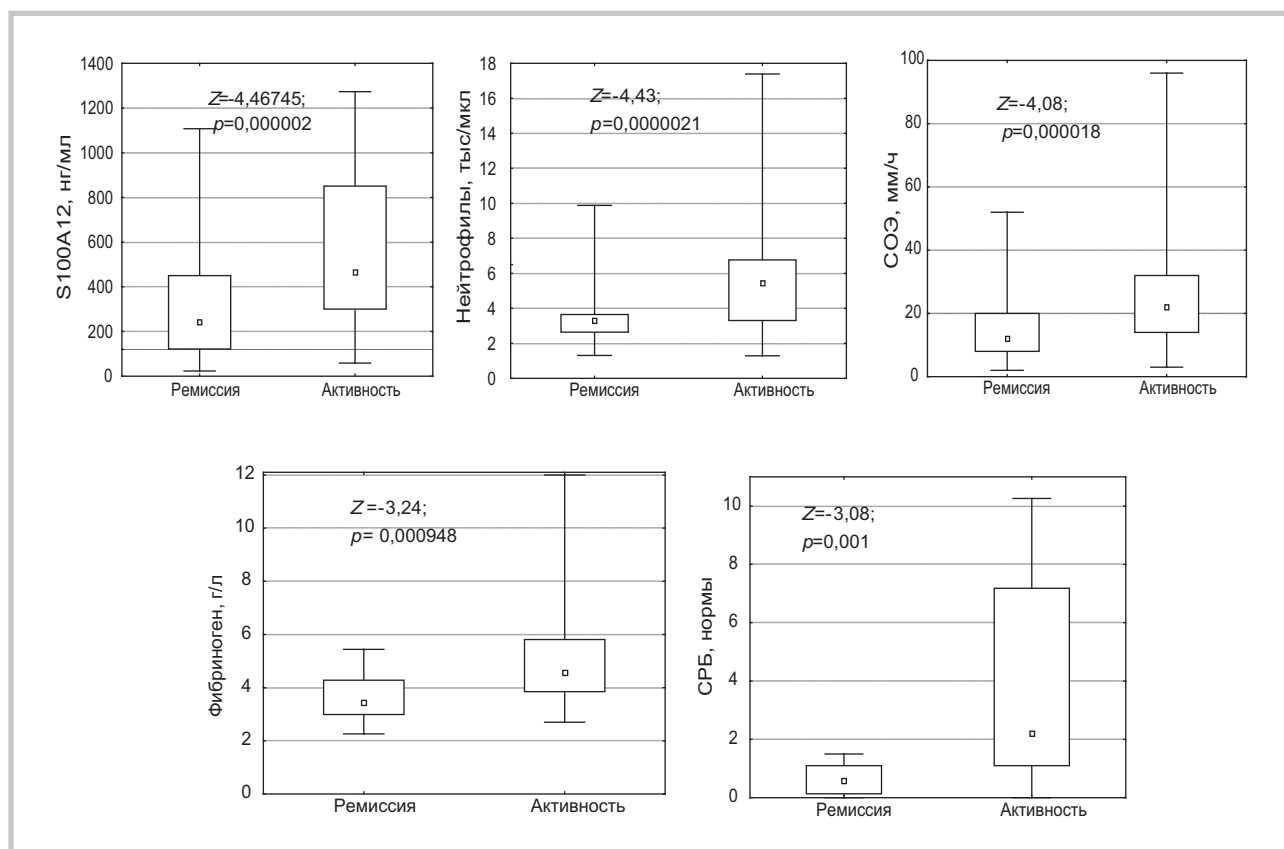 S100A12, нг/мл
1400
1200
1000
800
600
400
200
0
Z=-4,46745;
p=0,000002
Ремиссия
Активность
Нейтрофилы, тыс/мкл
18
16
14
12
10
8
6
4
2
0
Z=-4,43;
p=0,0000021
Ремиссия
Активность
СОЭ, мм/ч
100
80
60
40
20
0
Z=-4,08;
p=0,000018
Ремиссия
Активность
Фибриноген, г/л
12
10
8
6
4
2
0
Z=-3,24;
p= 0,000948
Ремиссия
Активность
СРБ, нормы
10
8
6
4
2
0
Z=-3,08;
p=0,001
Ремиссия
Активность